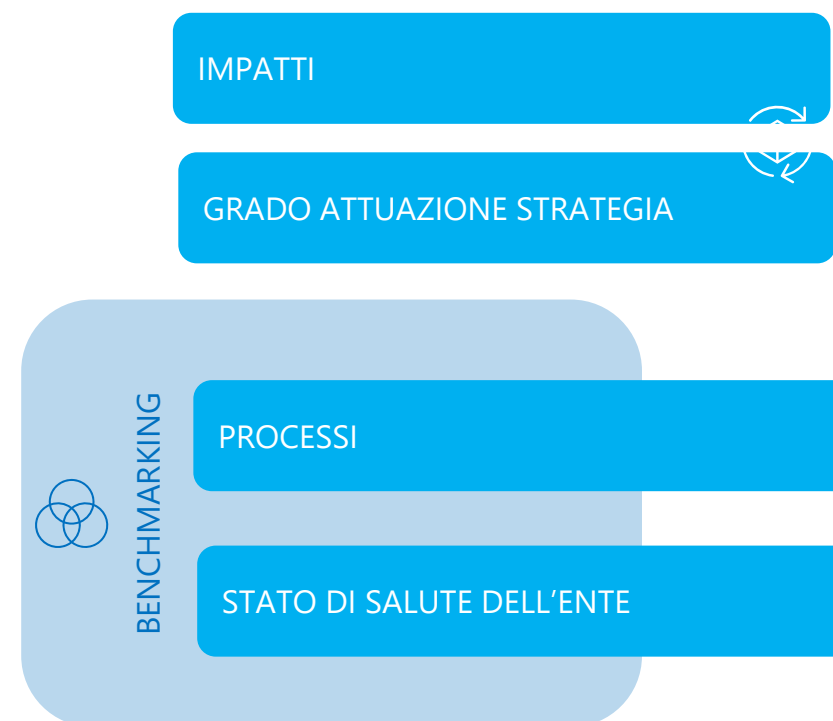 IMPATTI
GRADO ATTUAZIONE STRATEGIA
BENCHMARKING
PROCESSI
STATO DI SALUTE DELL’ENTE